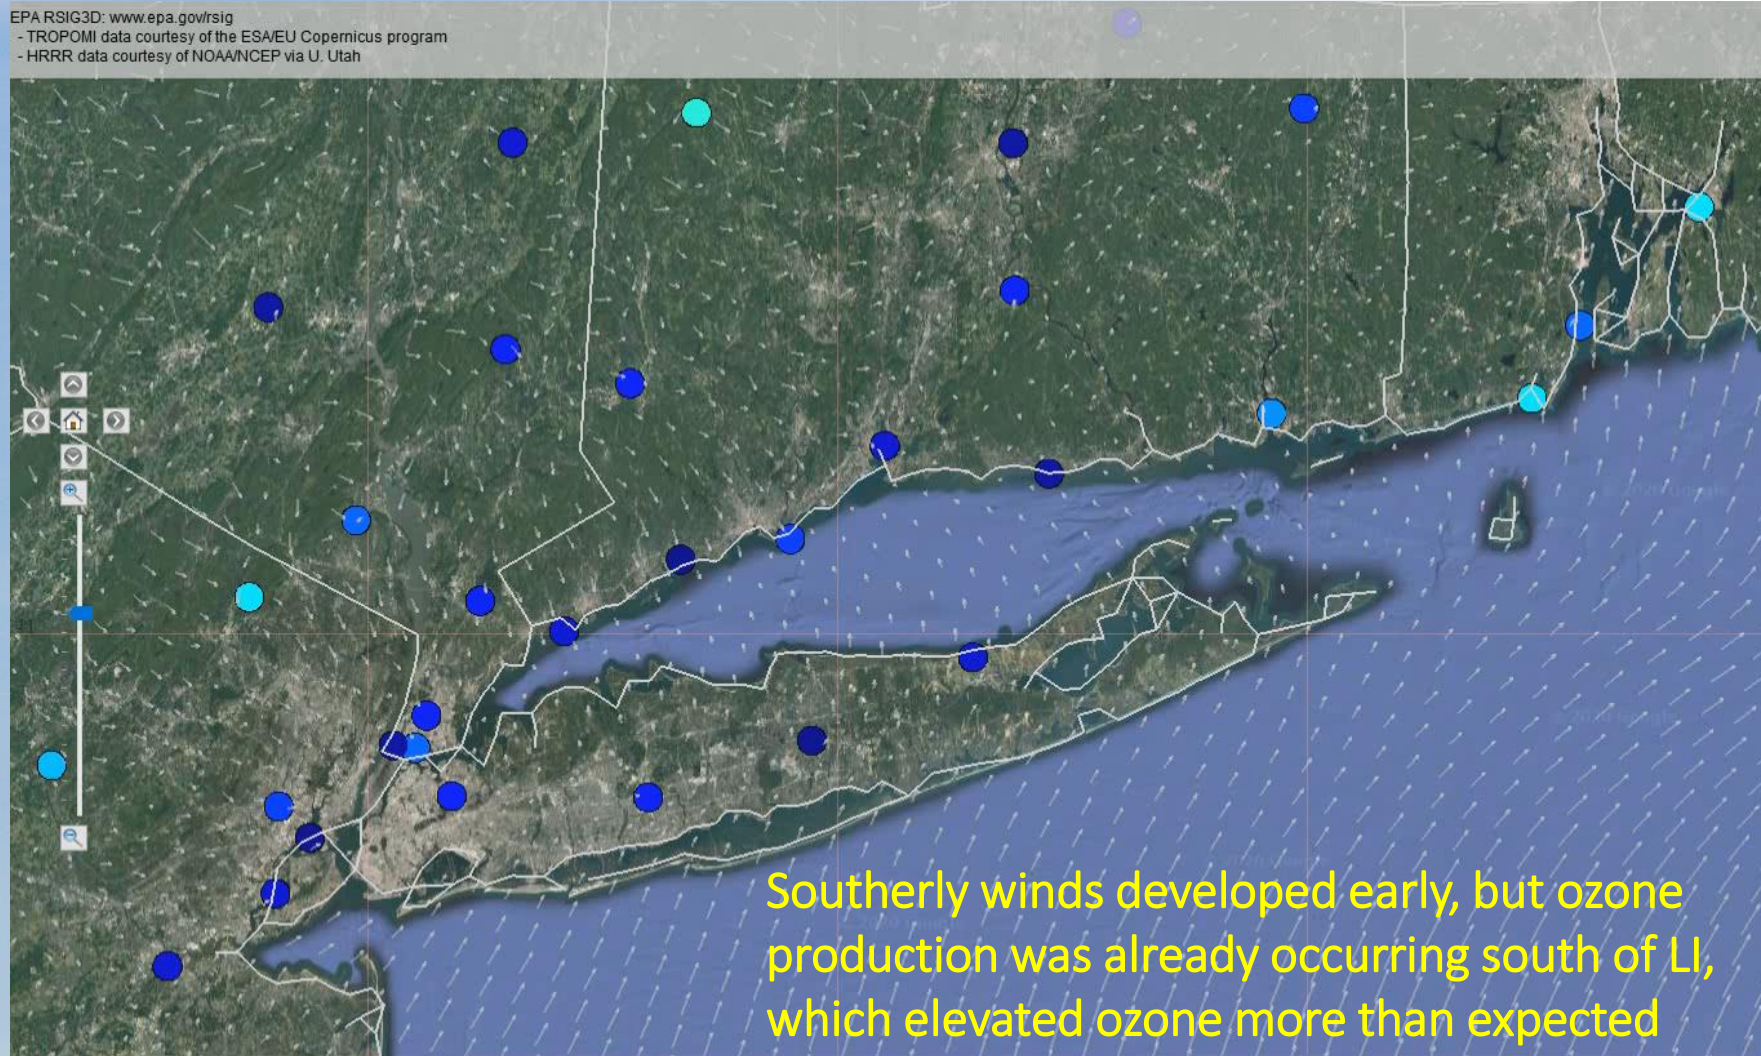 EPA RSIG3D: www.epa.gov/rsig
- TROPOMI data courtesy of the ESA/EU Copernicus program
- HRRR data courtesy of NOAA/NCEP via U. Utah
Southerly winds developed early, but ozone
production was already occurring south of LI,
which elevated ozone more than expected